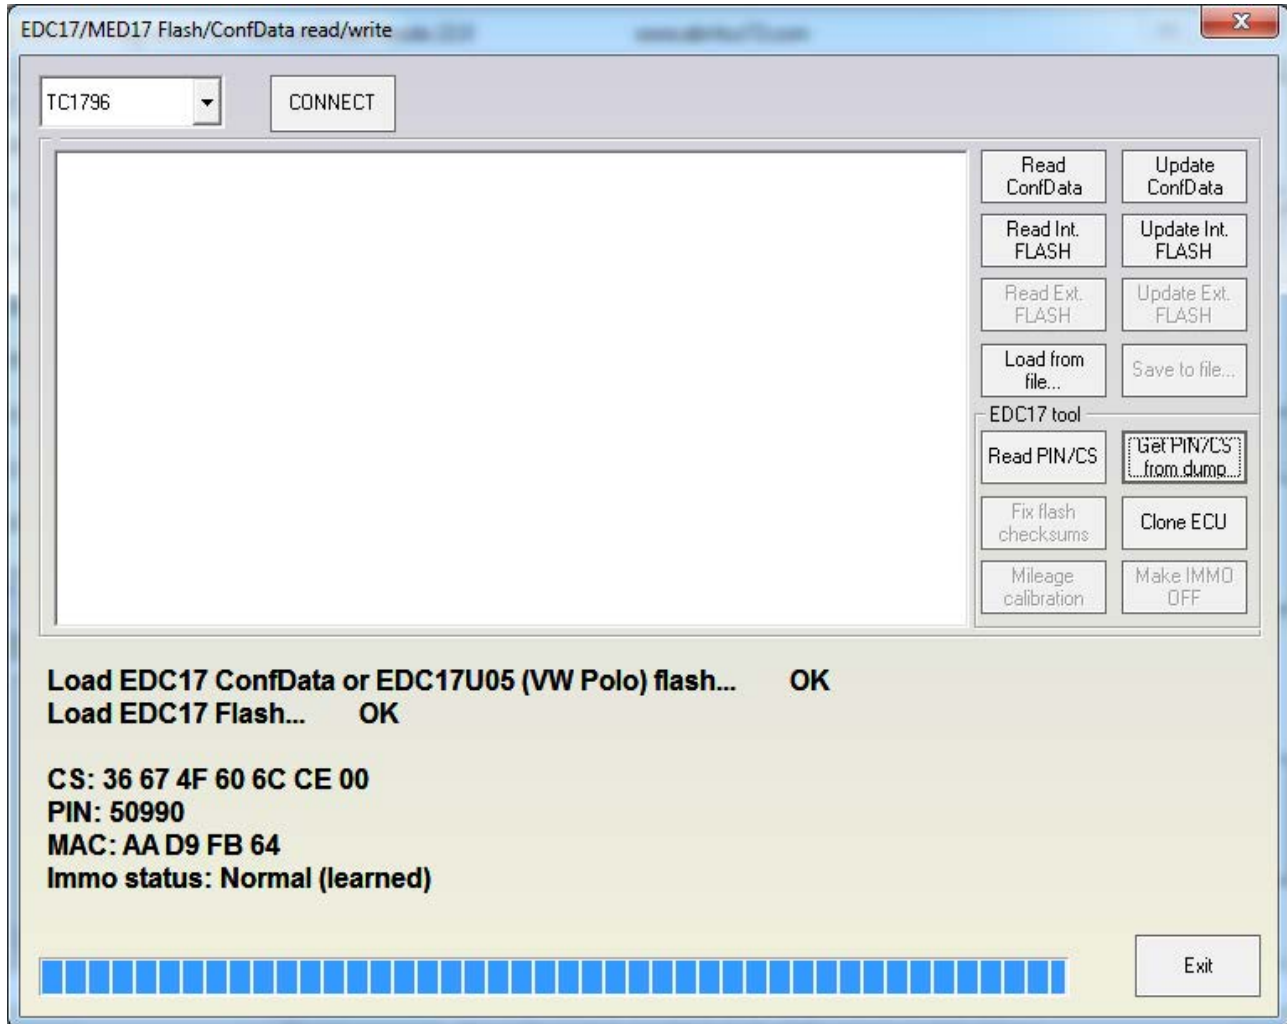 EDC17/MED17 Flash/ConfData read/write
TC1796
CONNECT
Read
ConfData
Update
ConfData
Read Int.
FLASH
Update Int.
FLASH
Read Ext.
FLASH
Update Ext.
FLASH
Load from
file...
Save to file...
EDC17 tool
Read PIN/CS
Get PIN/CS
from dump
Fix flash
checksums
Clone ECU
Mileage
calibration
Make IMMO
OFF
Load EDC17 ConfData or EDC17U05 (VW Polo) flash... OK
Load EDC17 Flash... OK
CS: 36 67 4F 60 6C CE 00
PIN: 50990
MAC: AA D9 FB 64
Immo status: Normal (learned)
Exit